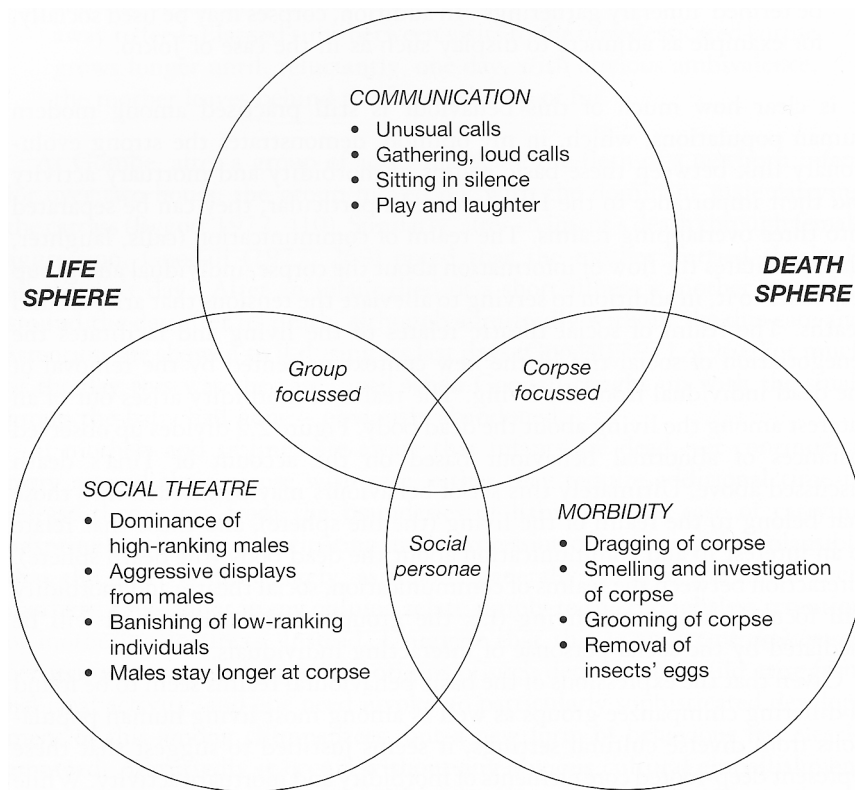 COMMUNICATION
• Unusual calls
• Gathering, loud calls
• Sitting in silence
• Play and laughter
LIFE
SPHERE
DEATH
SPHERE
Group
focussed
Corpse
focussed
SOCIAL THEATRE
• Dominance of
high-ranking males
• Aggressive displays
from males
• Banishing of low-ranking
individuals
• Males stay longer at corpse
Social
personae
MORBIDITY
• Dragging of corpse
• Smelling and investigation
of corpse
• Grooming of corpse
• Removal of
insects' eggs